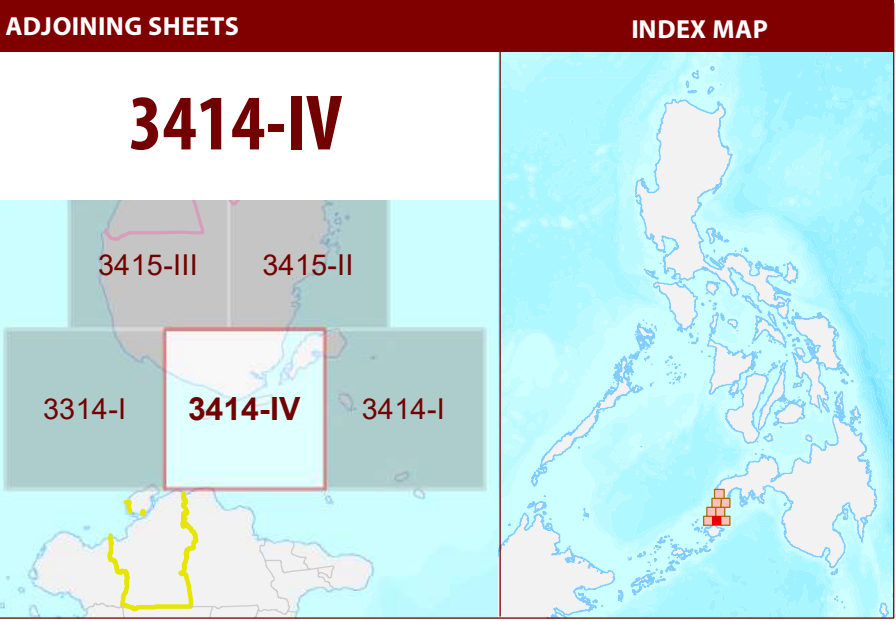 ADJOINING SHEETS
INDEX MAP
3414-IV
3415-III
3415-II
3314-I
3414-IV
3414-I